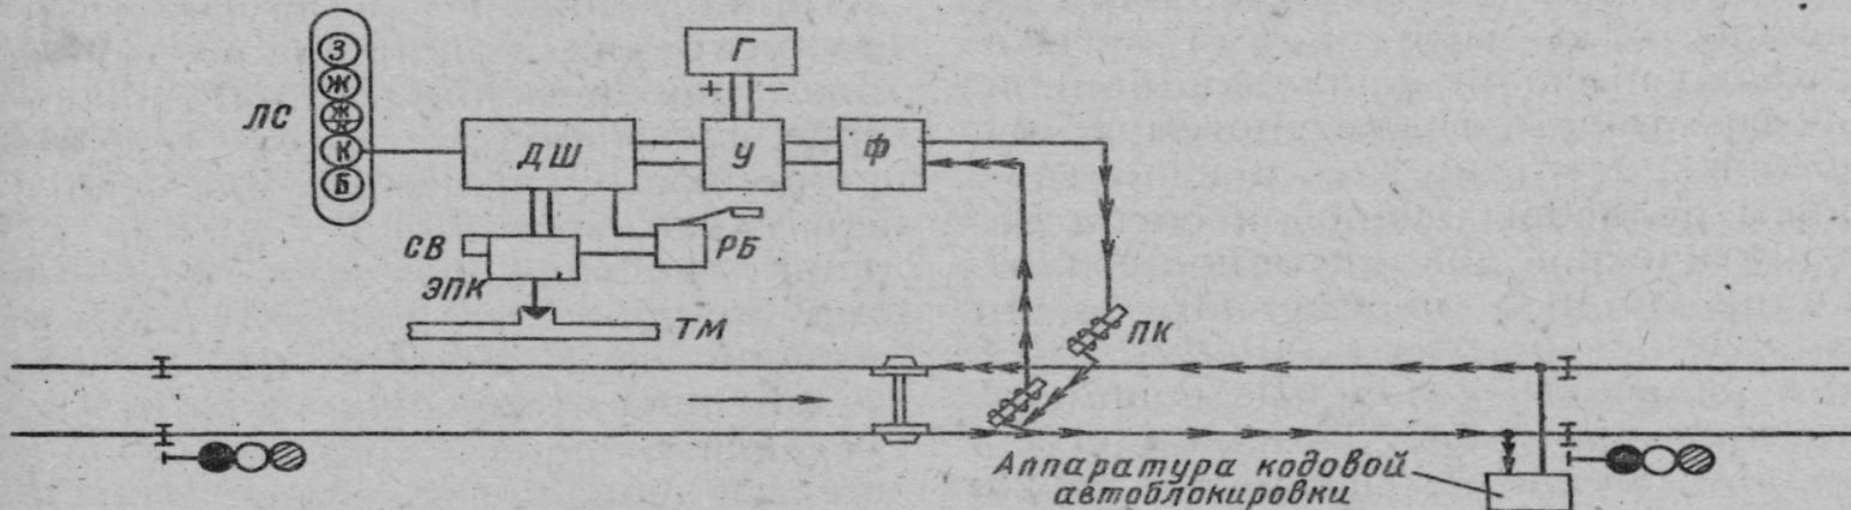 З
Ж
Ж
К
К
Б
ЛС
ДШ
Г
+ −
У
Ф
СВ
ЭПК
РБ
ТМ
ПК
Аппаратура кодовой
автоблокировки